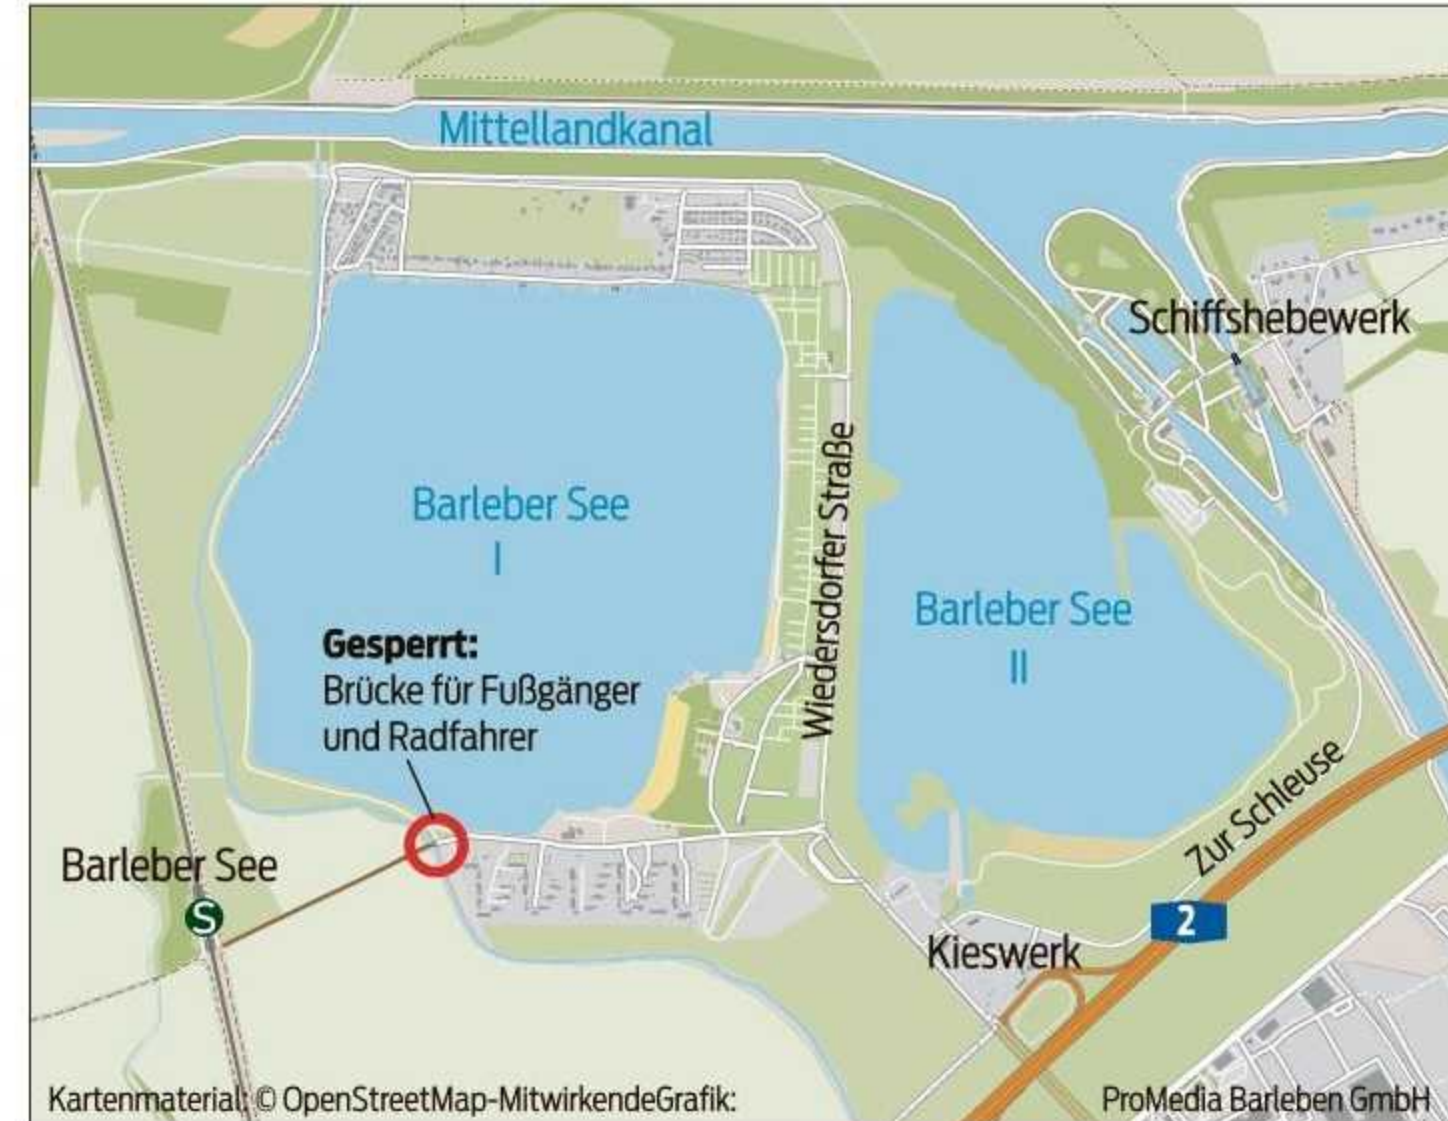 Mittellandkanal
Schiffshebewerk
Barleber See
I
Wiedersdorfer Straße
Barleber See
II
Gesperrt:
Brücke für Fußgänger
und Radfahrer
Zur Schleuse
Barleber See
S
2
Kieswerk
Kartenmaterial: © OpenStreetMap-MitwirkendeGrafik:
ProMedia Barleben GmbH